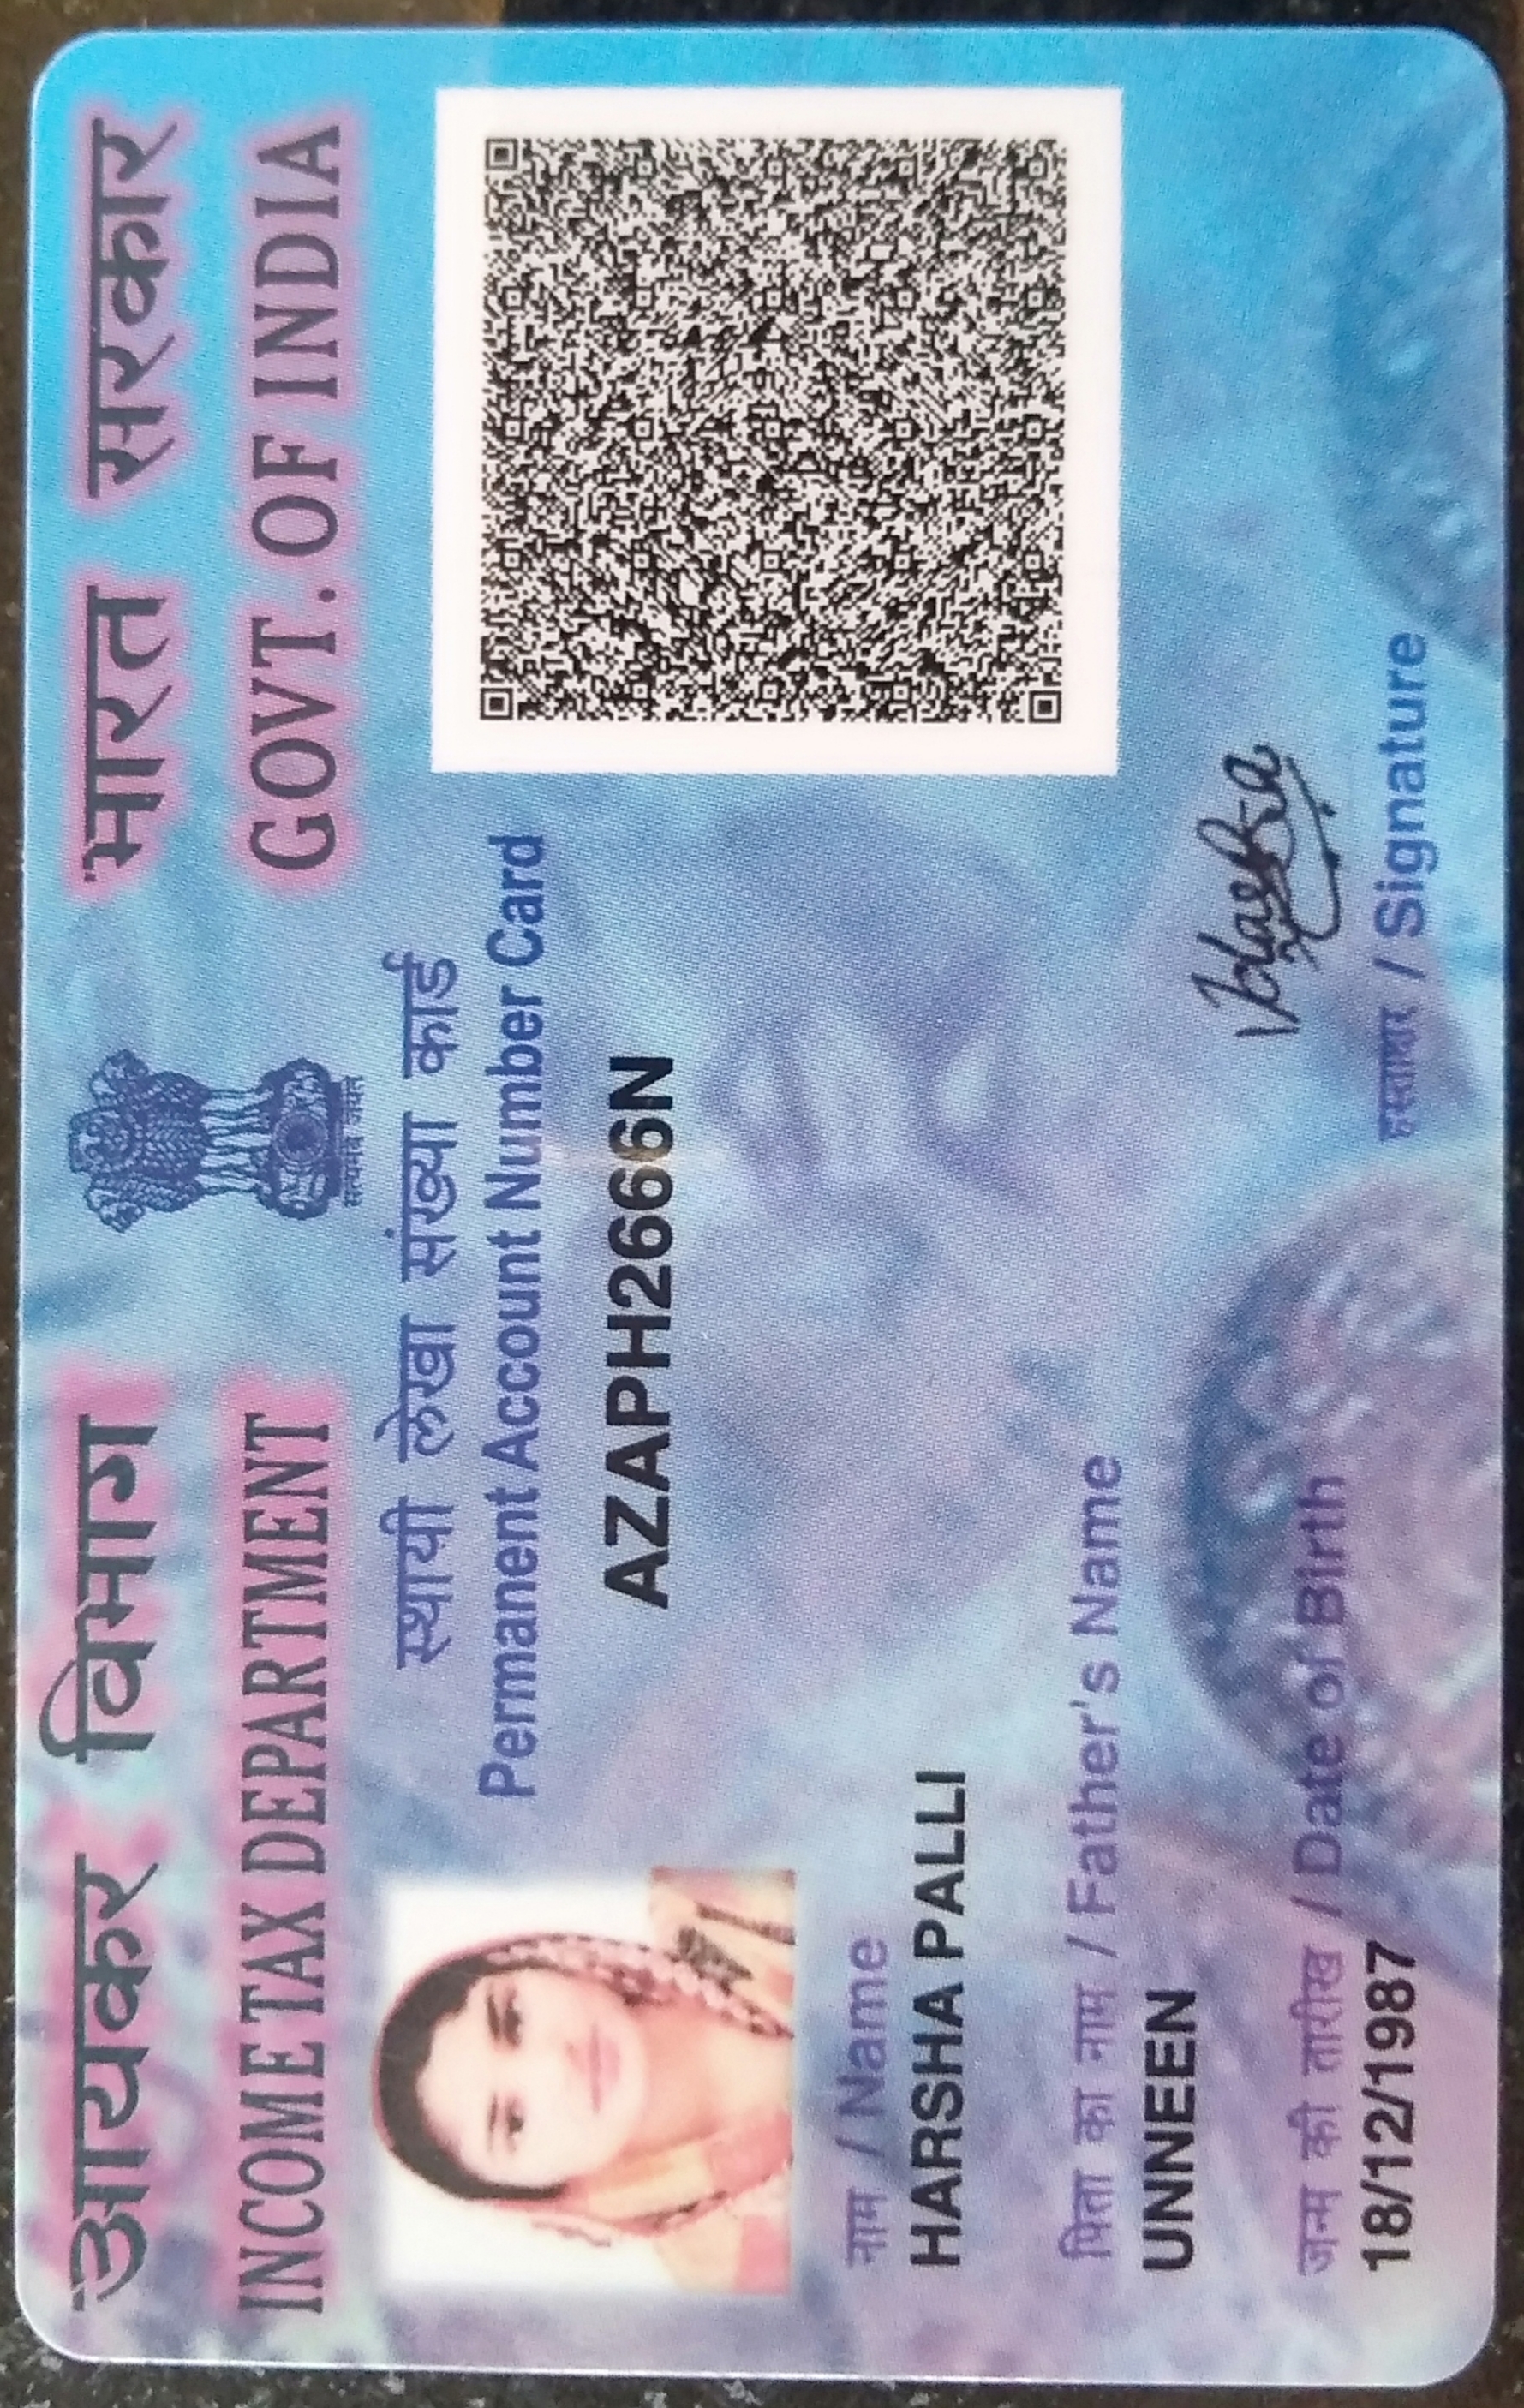 आयकर विभाग
INCOME TAX DEPARTMENT
भारत सरकार
GOVT. OF INDIA
सत्यमेव जयते
स्थायी लेखा संख्या कार्ड
Permanent Account Number Card
AZAPH2666N
नाम / Name
HARSHA PALLI
पिता का नाम / Father's Name
UNNEEN
जन्म की तारीख / Date of Birth
18/12/1987
हस्ताक्षर / Signature